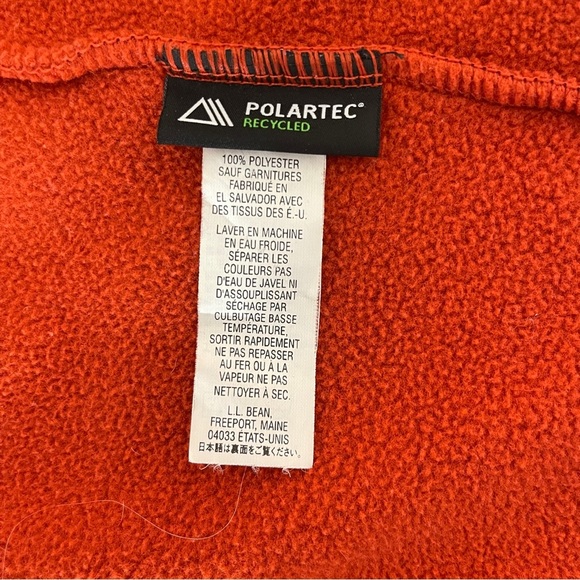 POLARTEC®
RECYCLED
100% POLYESTER
SAUF GARNITURES
FABRIQUÉ EN
EL SALVADOR AVEC
DES TISSUS DES É.-U.
LAVER EN MACHINE
EN EAU FROIDE,
SÉPARER LES
COULEURS PAS
D'EAU DE JAVEL NI
D'ASSOUPLISSANT
SÉCHAGE PAR
CULBUTAGE BASSE
TEMPÉRATURE,
SORTIR RAPIDEMENT
NE PAS REPASSER
AU FER OU À LA
VAPEUR NE PAS
NETTOYER À SEC.
L.L. BEAN,
FREEPORT, MAINE
04033 ÉTATS-UNIS
日本語は裏面をご覧ください。